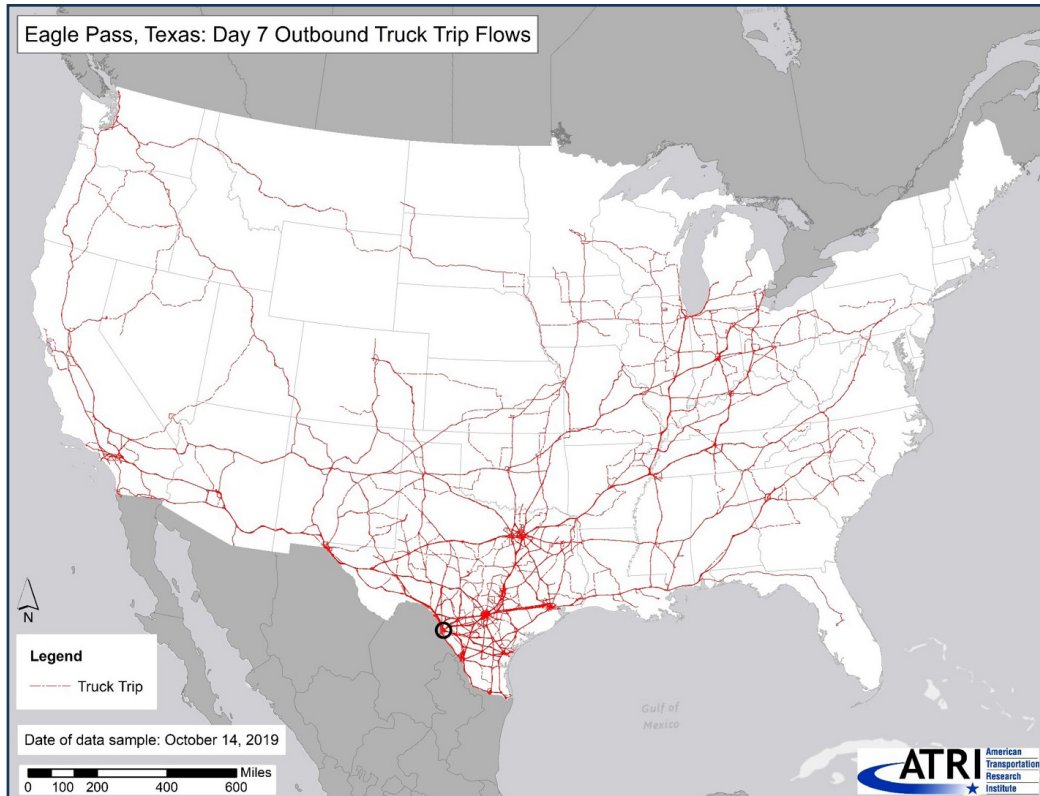 Eagle Pass, Texas: Day 7 Outbound Truck Trip Flows
Gulf of
Mexico
N
Legend
Truck Trip
Date of data sample: October 14, 2019
Miles
0 100 200 400 600
ATRI
American
Transportation
Research
Institute